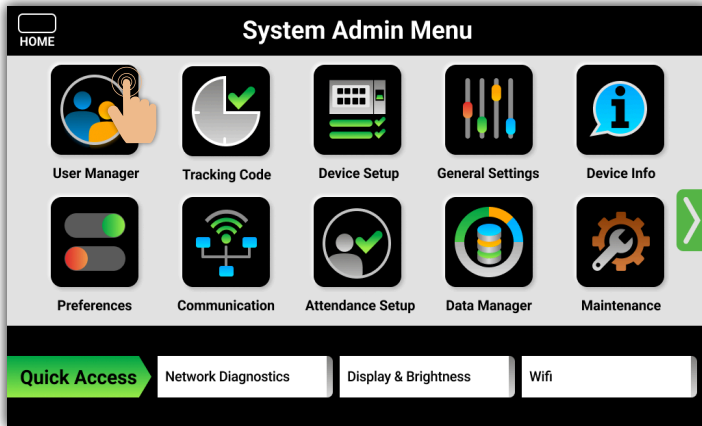 HOME
System Admin Menu
User Manager
Tracking Code
Device Setup
General Settings
Device Info
Preferences
Communication
Attendance Setup
Data Manager
Maintenance
Quick Access
Network Diagnostics
Display & Brightness
Wifi